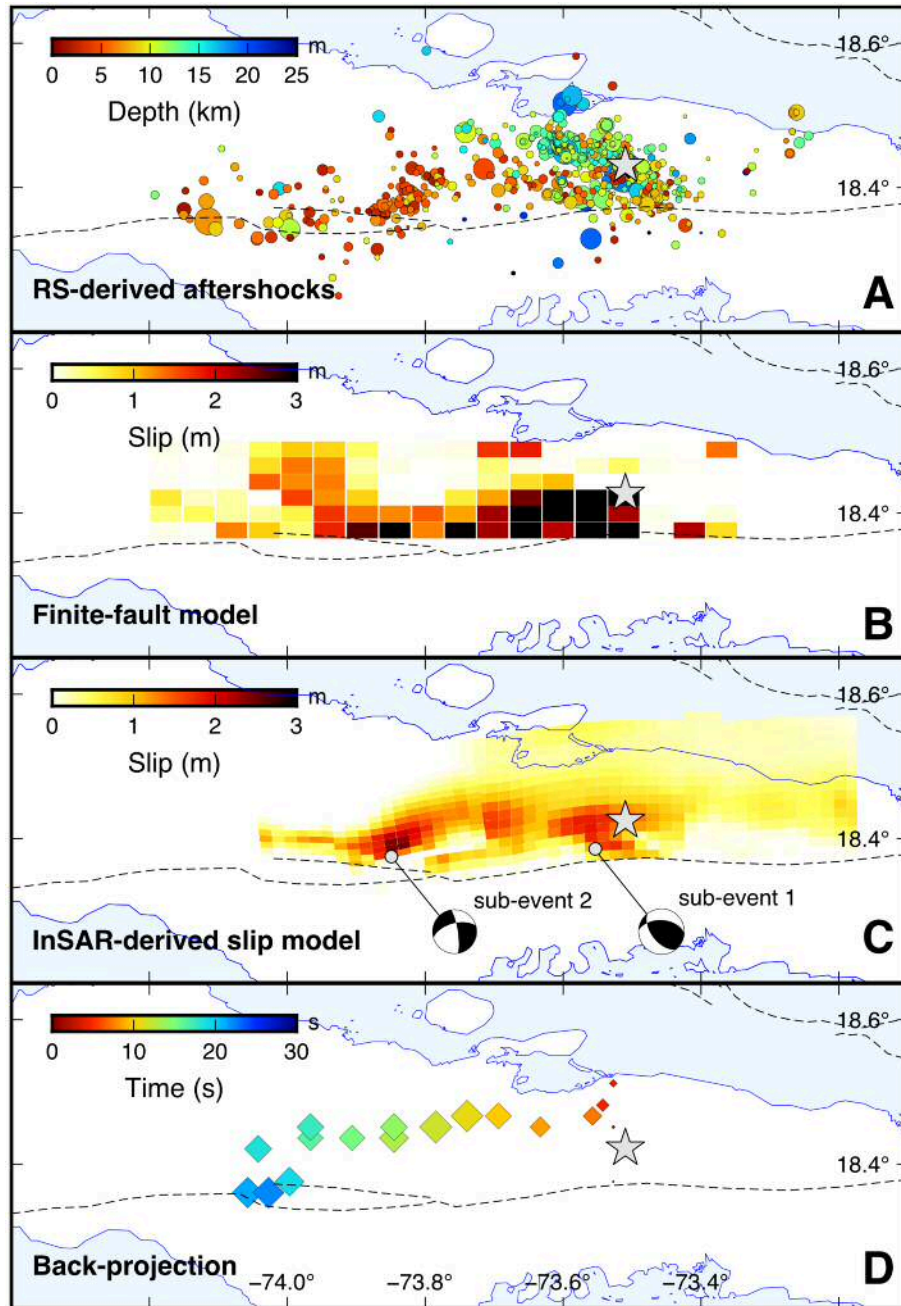 18.6°
m
0 5 10 15 20 25
Depth (km)
18.4°
RS-derived aftershocks
A
18.6°
m
0 1 2 3
Slip (m)
18.4°
Finite-fault model
B
18.6°
m
0 1 2 3
Slip (m)
18.4°
sub-event 2
sub-event 1
InSAR-derived slip model
C
18.6°
s
0 10 20 30
Time (s)
18.4°
Back-projection
D
−74.0° −73.8° −73.6° −73.4°